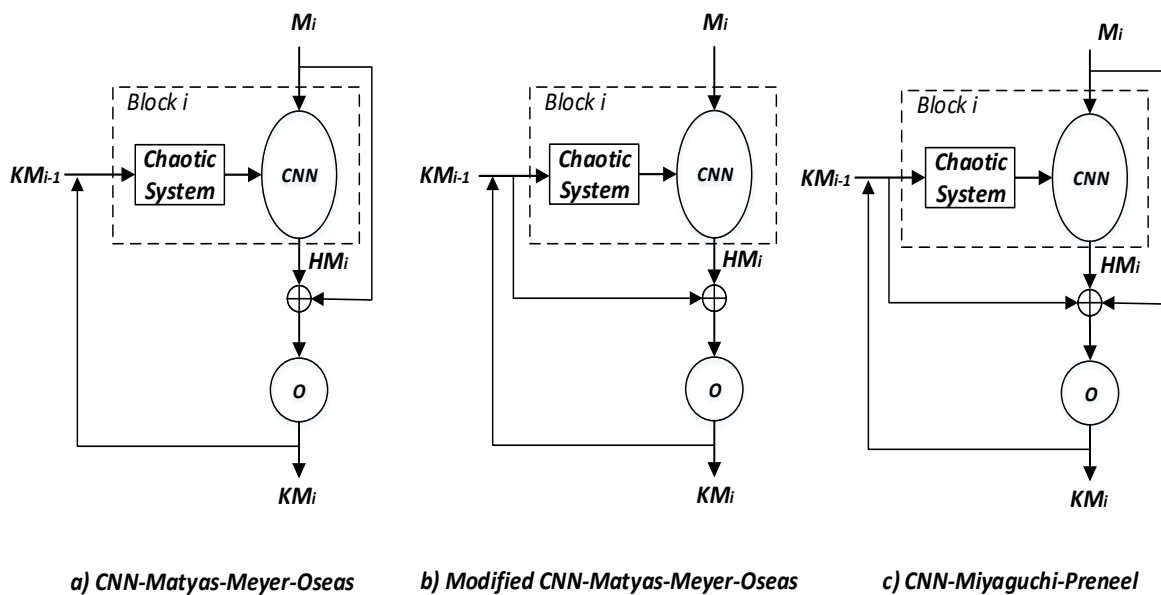 Mi
Block i
Chaotic
System
CNN
KMi-1
HMi
O
KMi
a) CNN-Matyas-Meyer-Oseas
Mi
Block i
Chaotic
System
CNN
KMi-1
HMi
O
KMi
b) Modified CNN-Matyas-Meyer-Oseas
Mi
Block i
Chaotic
System
CNN
KMi-1
HMi
O
KMi
c) CNN-Miyaguchi-Preneel